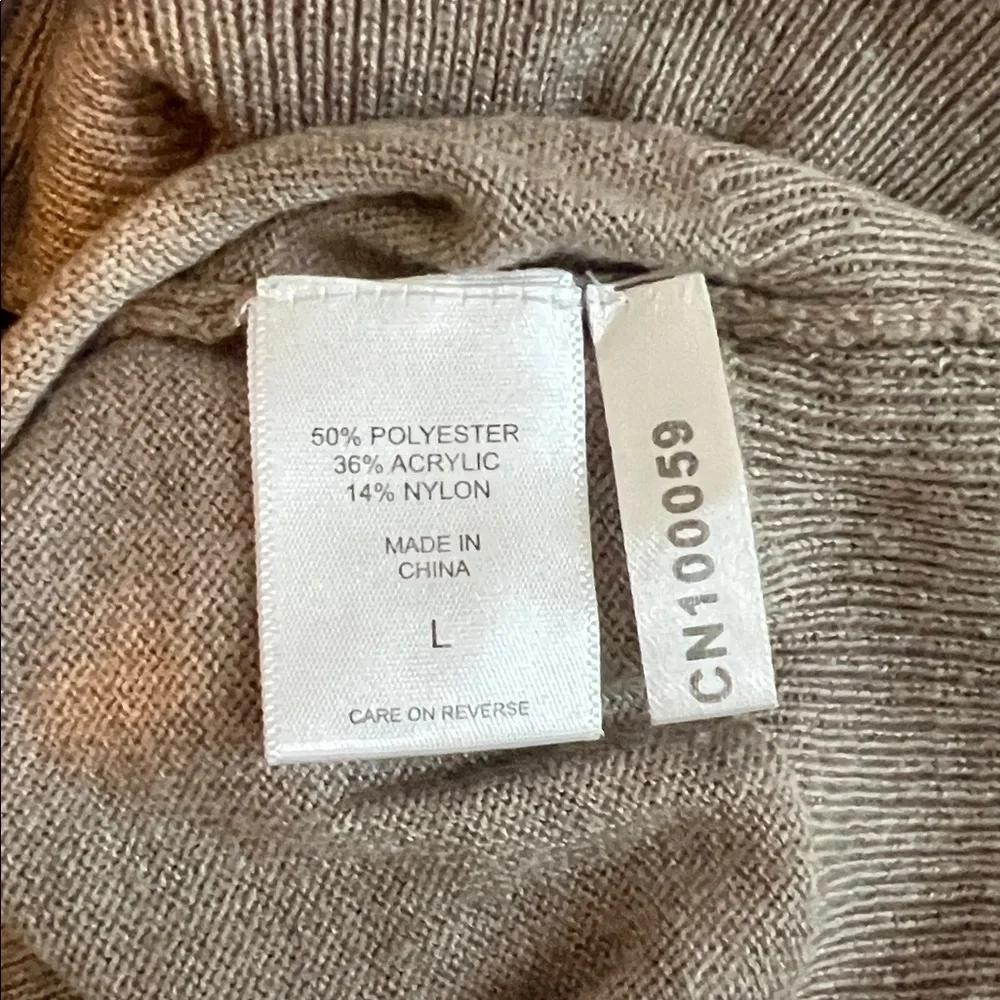 50% POLYESTER
36% ACRYLIC
14% NYLON
MADE IN
CHINA
L
CARE ON REVERSE
CN100059